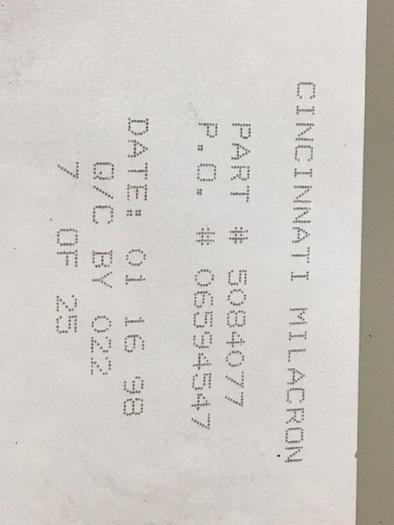 CINCINNATI MILACRON
PART # 5084077
P.O. # 06594547
DATE: 01 16 98
Q/C BY 022
7 OF 25